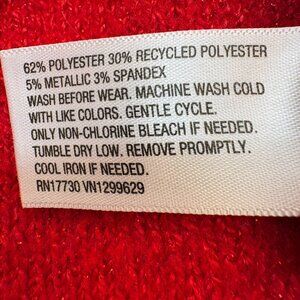 62% POLYESTER 30% RECYCLED POLYESTER
5% METALLIC 3% SPANDEX
WASH BEFORE WEAR. MACHINE WASH COLD
WITH LIKE COLORS. GENTLE CYCLE.
ONLY NON-CHLORINE BLEACH IF NEEDED.
TUMBLE DRY LOW. REMOVE PROMPTLY.
COOL IRON IF NEEDED.
RN17730 VN1299629